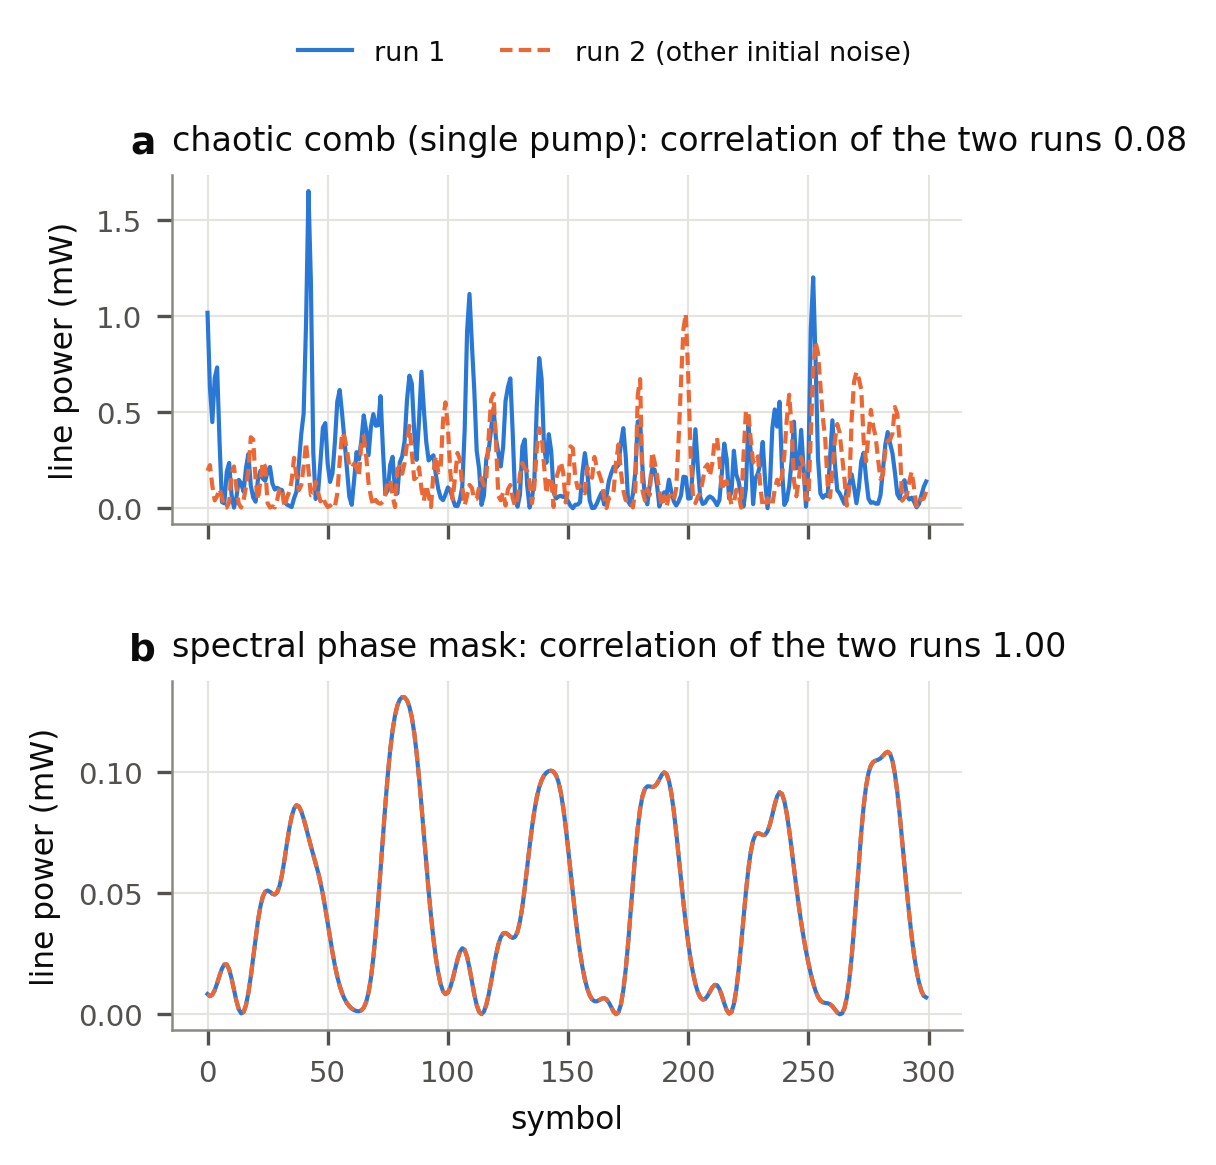 run 1
run 2 (other initial noise)
a chaotic comb (single pump): correlation of the two runs 0.08
line power (mW)
1.5
1.0
0.5
0.0
b spectral phase mask: correlation of the two runs 1.00
line power (mW)
0.10
0.05
0.00
0 50 100 150 200 250 300
symbol